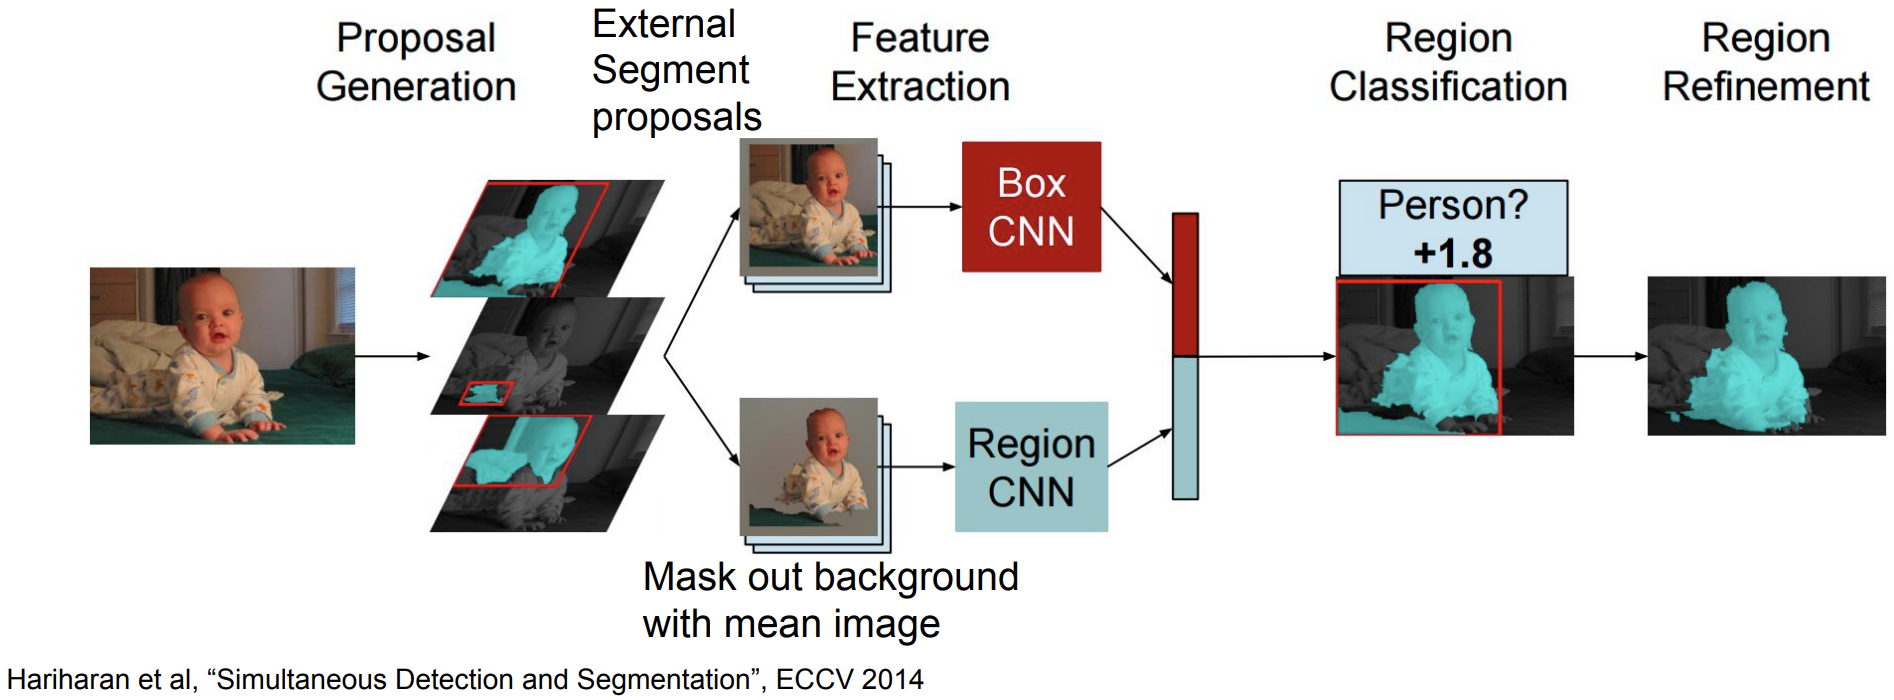 Proposal
Generation
External
Segment
proposals
Feature
Extraction
Region
Classification
Region
Refinement
Box
CNN
Person?
+1.8
Region
CNN
Mask out background
with mean image
Hariharan et al, “Simultaneous Detection and Segmentation”, ECCV 2014